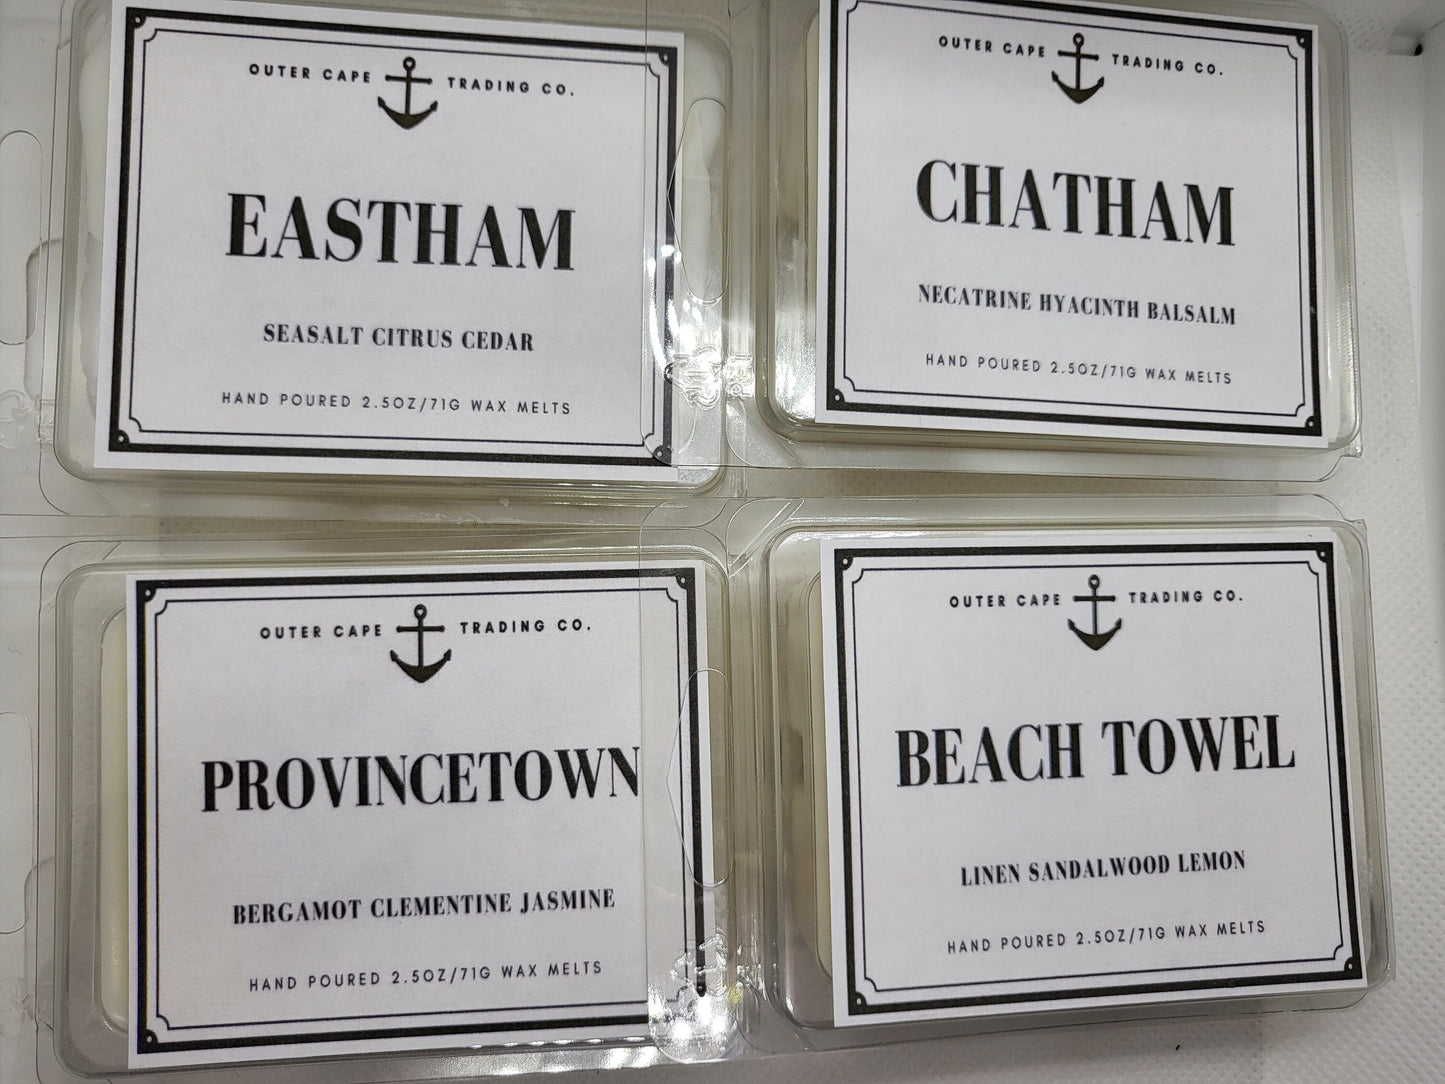 OUTER CAPE TRADING CO.
EASTHAM
SEASALT CITRUS CEDAR
HAND POURED 2.5OZ/71G WAX MELTS
OUTER CAPE TRADING CO.
CHATHAM
NECATRINE HYACINTH BALSALM
HAND POURED 2.5OZ/71G WAX MELTS
OUTER CAPE TRADING CO.
PROVINCETOWN
BERGAMOT CLEMENTINE JASMINE
HAND POURED 2.5OZ/71G WAX MELTS
OUTER CAPE TRADING CO.
BEACH TOWEL
LINEN SANDALWOOD LEMON
HAND POURED 2.5OZ/71G WAX MELTS